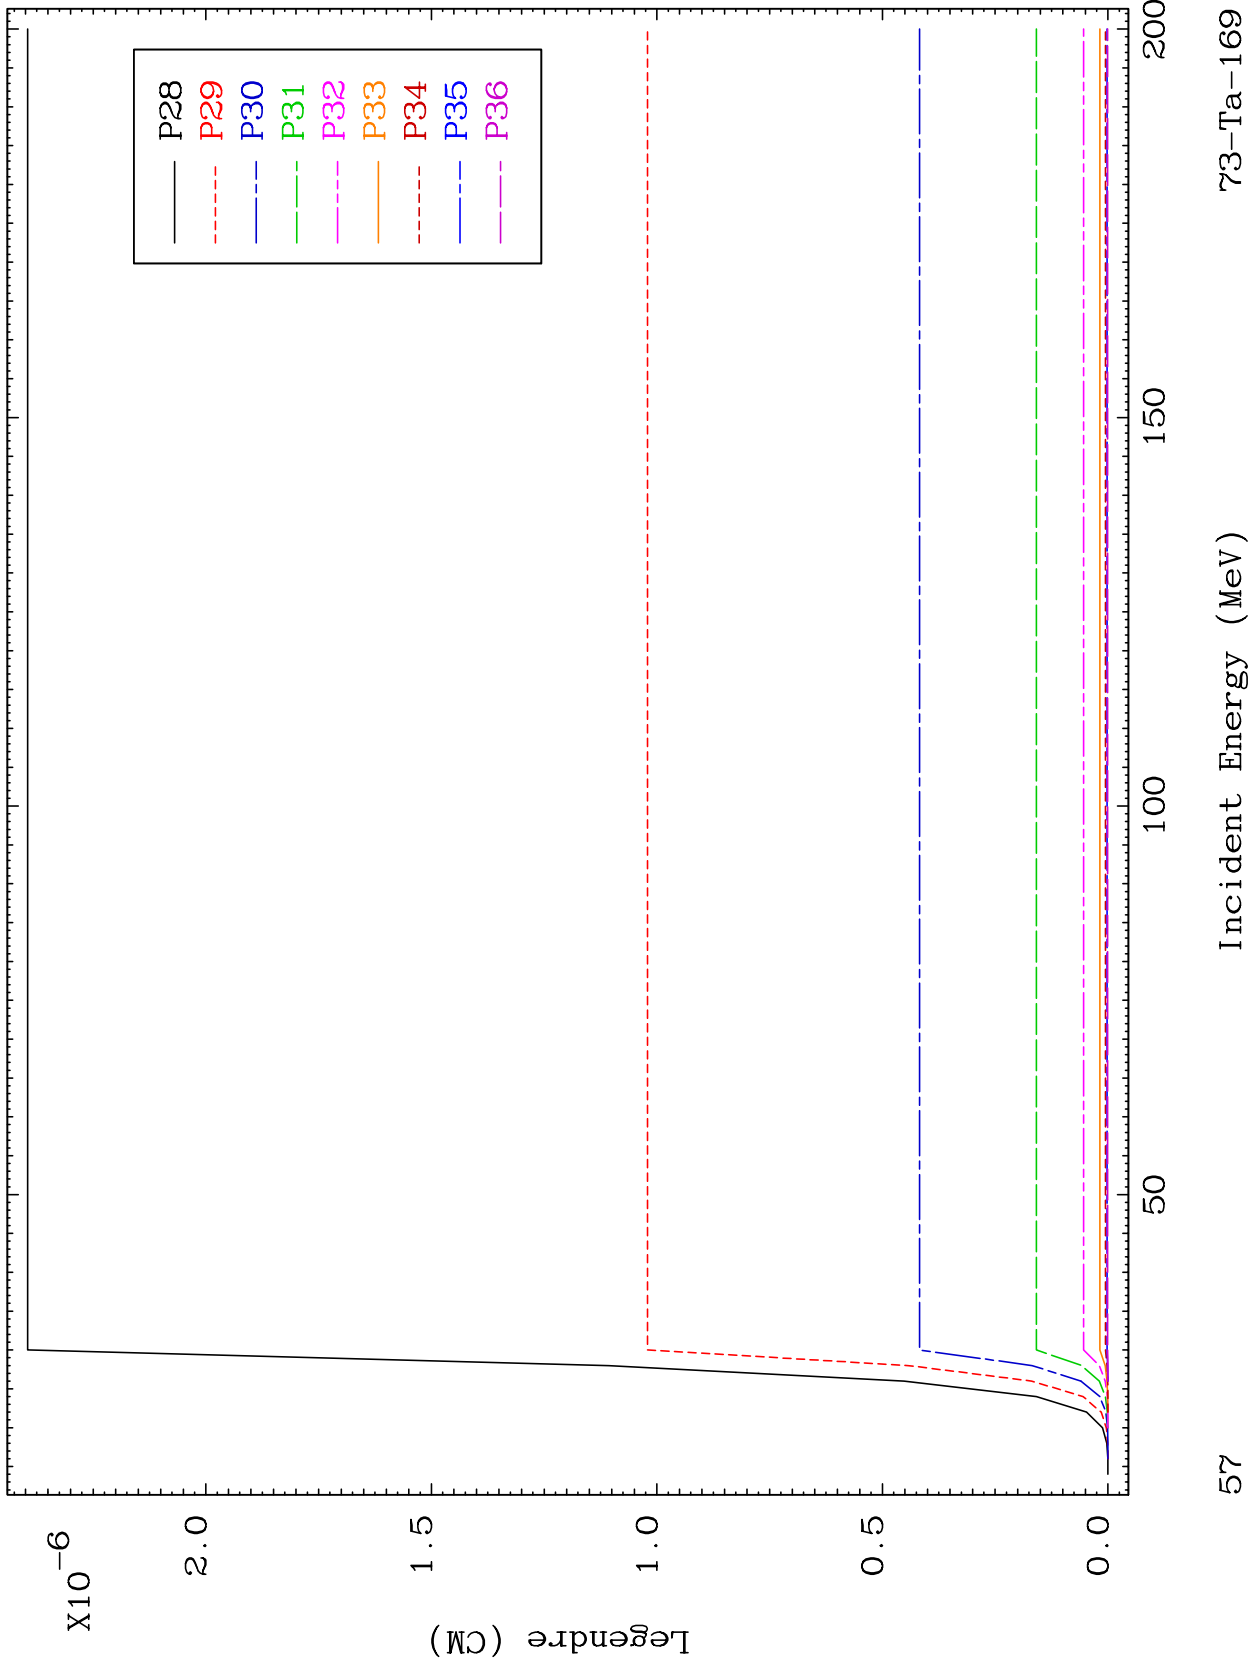 X10-6
2.0
1.5
1.0
0.5
0.0
Legendre (CM)
P28
P29
P30
P31
P32
P33
P34
P35
P36
50
100
150
200
Incident Energy (MeV)
57
73-Ta-169